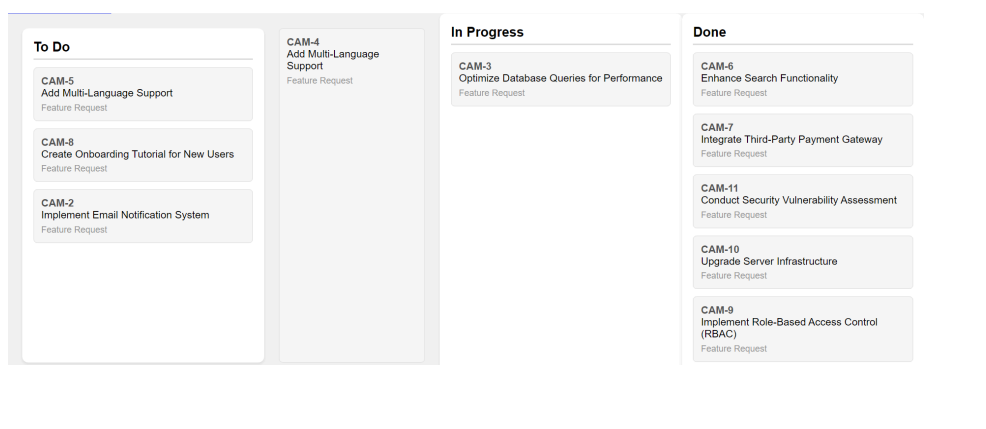 To Do
CAM-5
Add Multi-Language Support
Feature Request
CAM-8
Create Onboarding Tutorial for New Users
Feature Request
CAM-2
Implement Email Notification System
Feature Request
CAM-4
Add Multi-Language
Support
Feature Request
In Progress
CAM-3
Optimize Database Queries for Performance
Feature Request
Done
CAM-6
Enhance Search Functionality
Feature Request
CAM-7
Integrate Third-Party Payment Gateway
Feature Request
CAM-11
Conduct Security Vulnerability Assessment
Feature Request
CAM-10
Upgrade Server Infrastructure
Feature Request
CAM-9
Implement Role-Based Access Control
(RBAC)
Feature Request